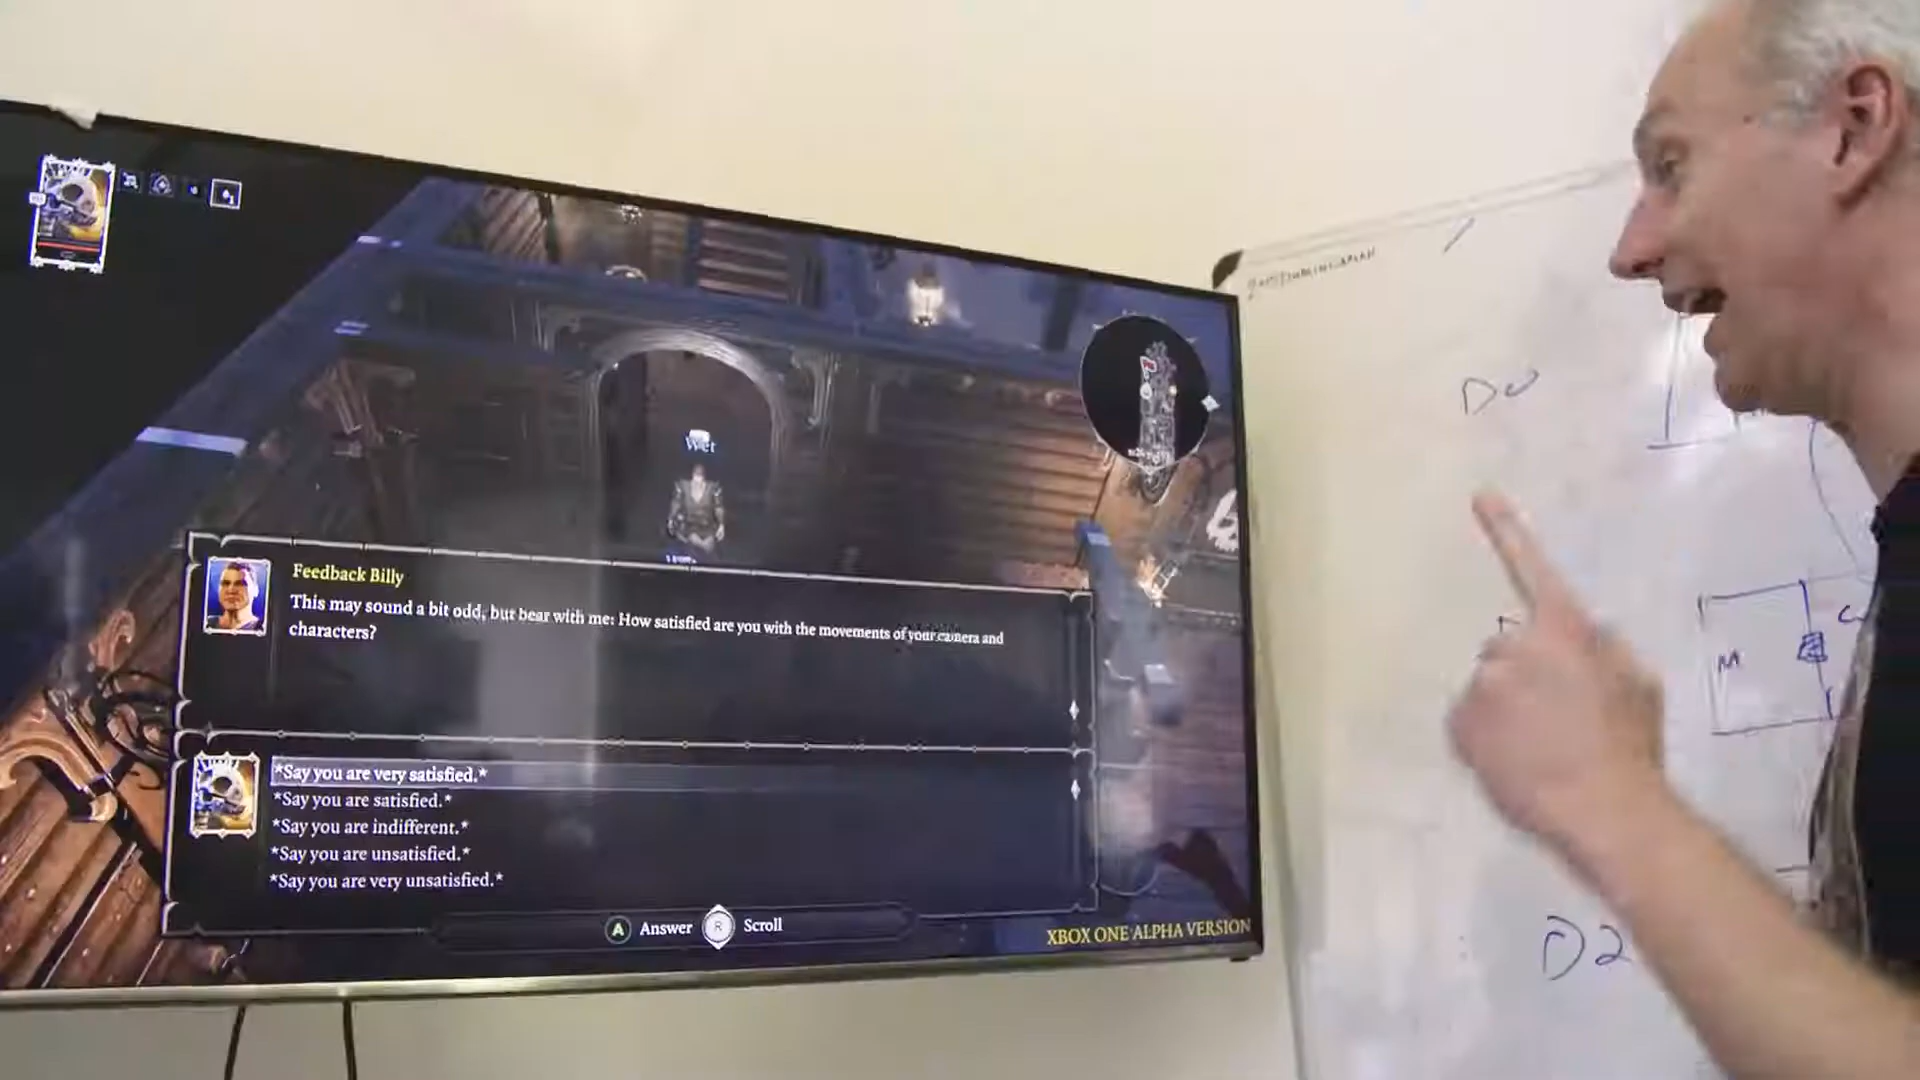 Wet
Feedback Billy
This may sound a bit odd, but bear with me: How satisfied are you with the movements of your camera and
characters?
*Say you are very satisfied.*
*Say you are satisfied.*
*Say you are indifferent.*
*Say you are unsatisfied.*
*Say you are very unsatisfied.*
A Answer R Scroll
XBOX ONE ALPHA VERSION
M
D2